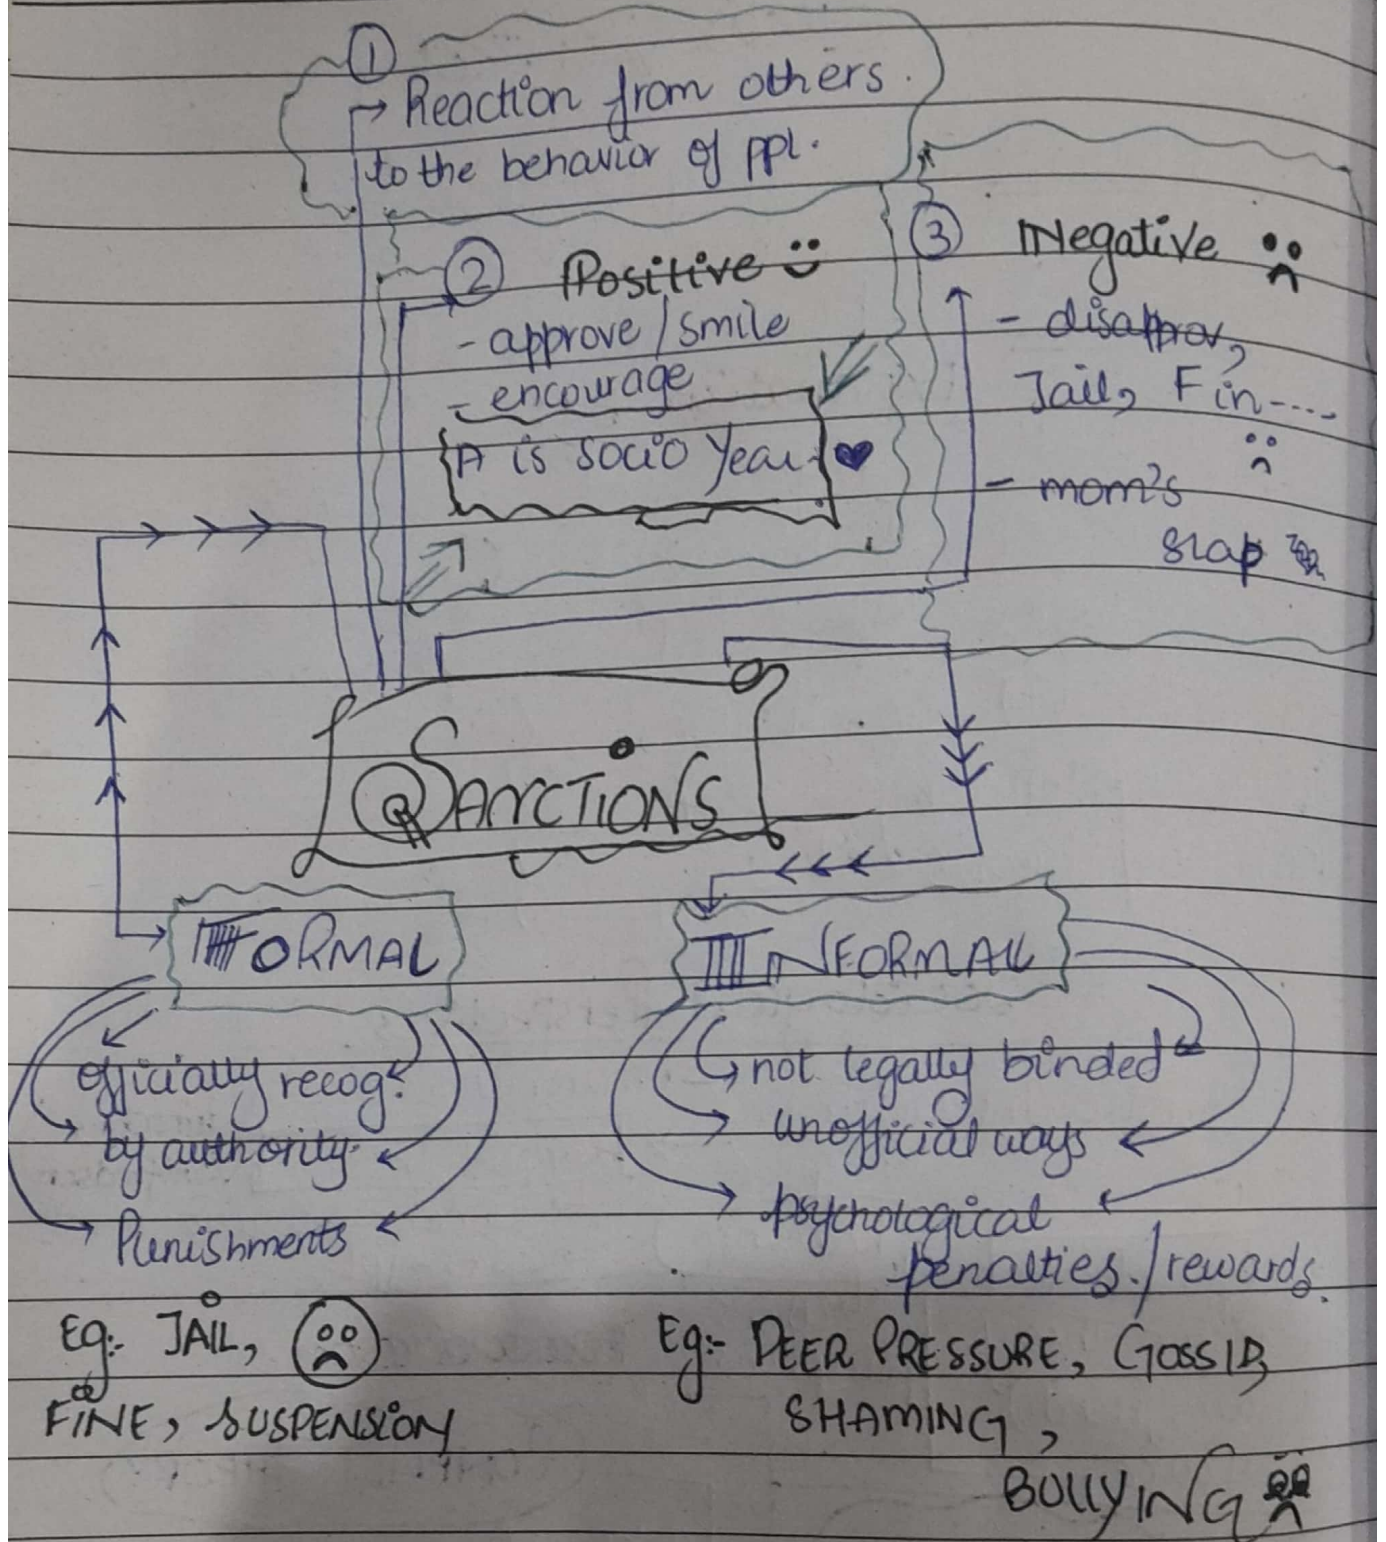 1
Reaction from others.
to the behavior of ppl.
2 Positive
- approve / smile
- encourage
A is socio Year
3 Negative
- disapprov,
Jail, Fin----
- mom's
slap
SANCTIONS
FORMAL
officially recog.
by authority.
Punishments
Eg:- JAIL,
FINE, SUSPENSION
INFORMAL
not legally binded
unofficial ways
psychological
penalties./rewards.
Eg:- PEER PRESSURE, GOSSIP,
SHAMING,
BULLYING